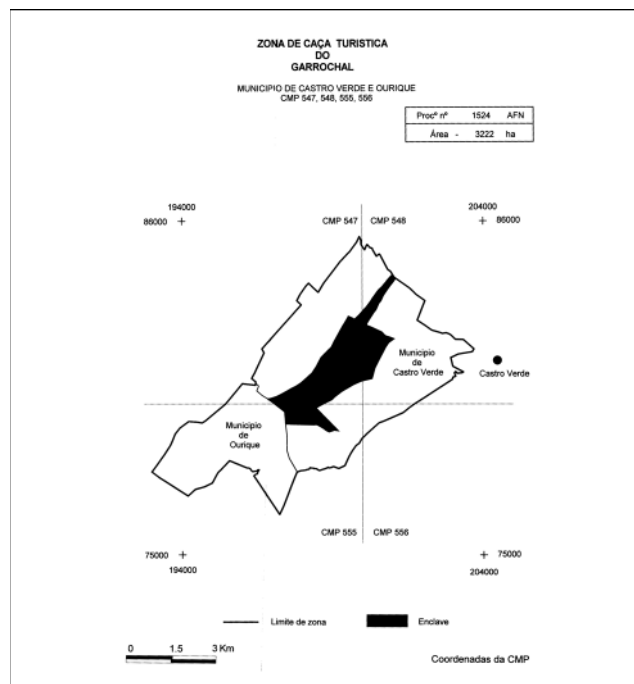 ZONA DE CAÇA TURISTICA
DO
GARROCHAL
MUNICIPIO DE CASTRO VERDE E OURIQUE
CMP 547, 548, 555, 556
Procº nº 1524 AFN
Área - 3222 ha
194000
204000
86000
CMP 547
CMP 548
86000
Municipio
de
Castro Verde
Castro Verde
Municipio
de
Ourique
CMP 555
CMP 556
75000
75000
194000
204000
Limite de zona
Enclave
0 1.5 3 Km
Coordenadas da CMP